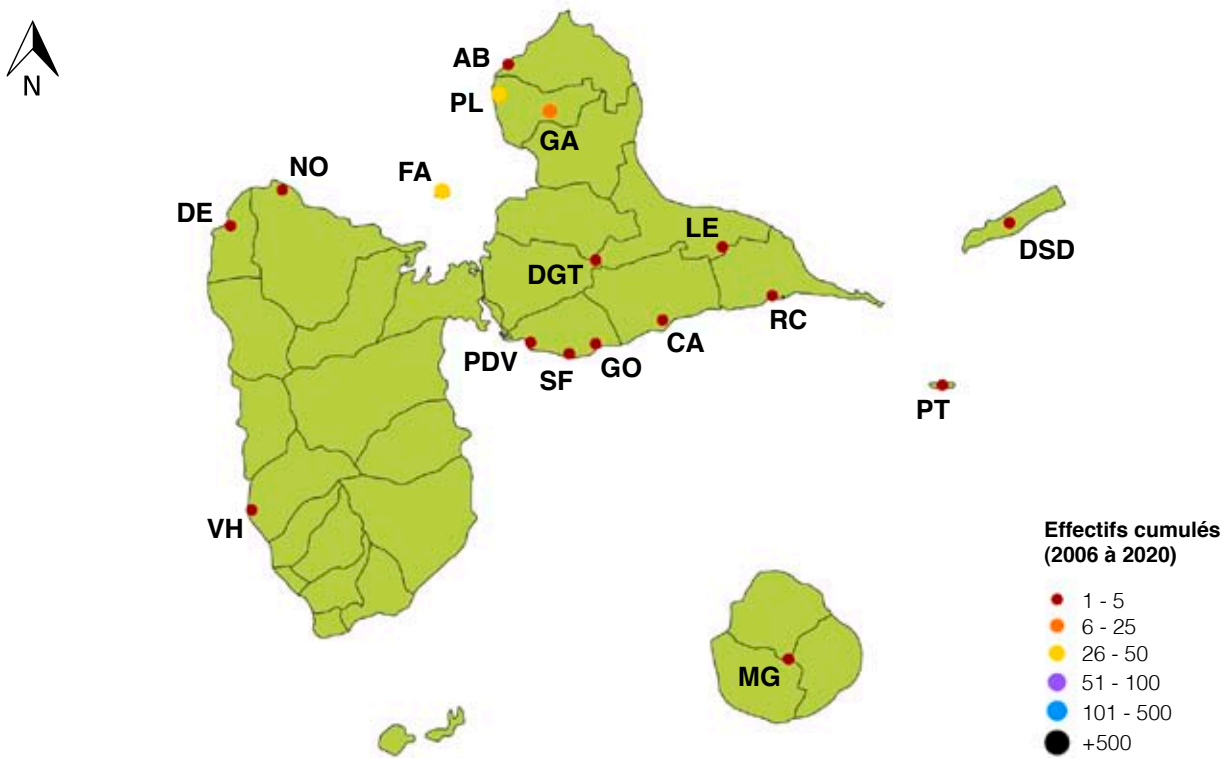 N
AB
PL
GA
NO
FA
DE
LE
DSD
DGT
RC
CA
PDV
GO
SF
PT
VH
MG
Effectifs cumulés
(2006 à 2020)
1 - 5
6 - 25
26 - 50
51 - 100
101 - 500
+500